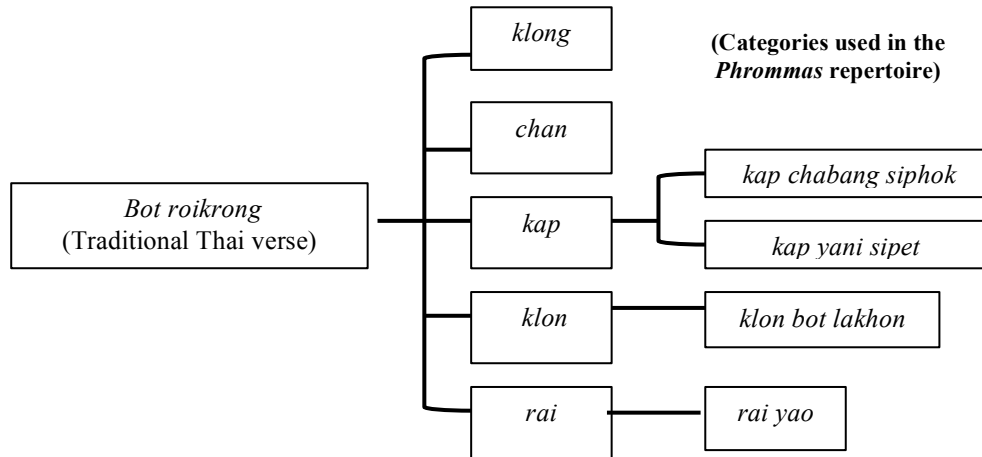 klong
(Categories used in the
Phrommas repertoire)
chan
kap chabang siphok
Bot roikrong
(Traditional Thai verse)
kap
kap yani sipet
klon
klon bot lakhon
rai
rai yao